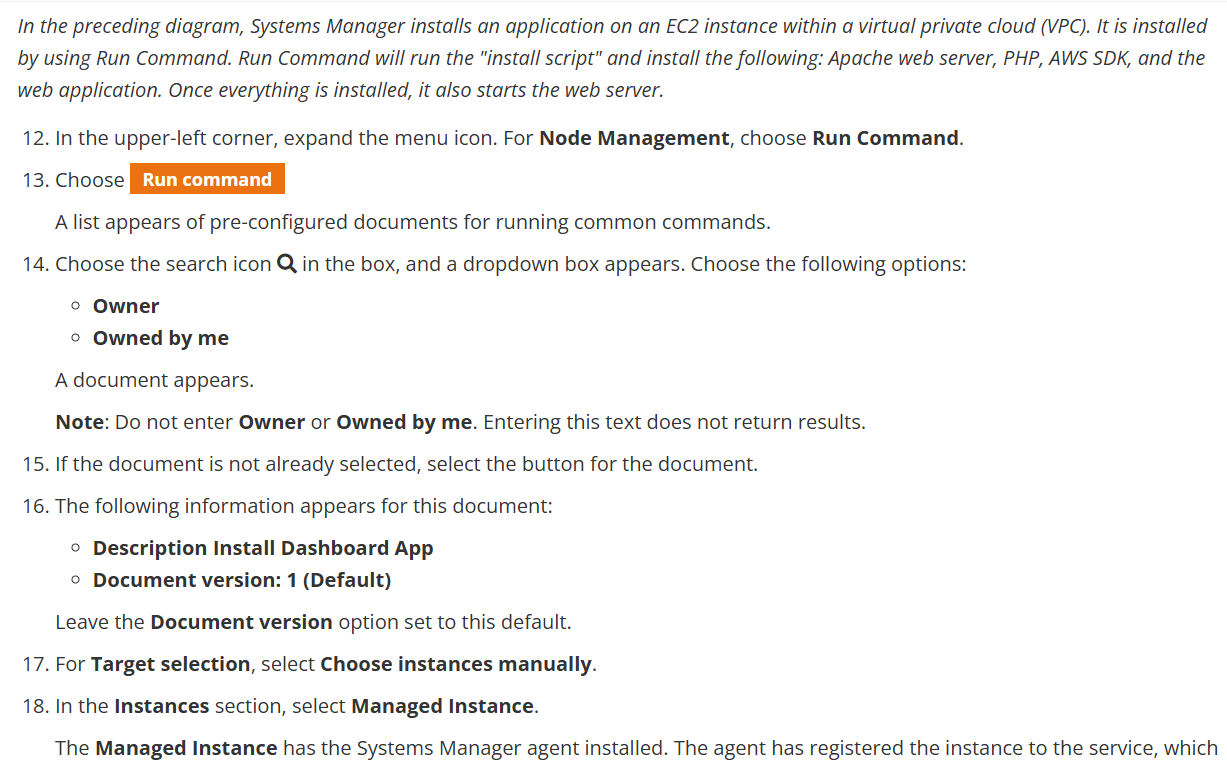 In the preceding diagram, Systems Manager installs an application on an EC2 instance within a virtual private cloud (VPC). It is installed
by using Run Command. Run Command will run the "install script" and install the following: Apache web server, PHP, AWS SDK, and the
web application. Once everything is installed, it also starts the web server.
12. In the upper-left corner, expand the menu icon. For Node Management, choose Run Command.
13. Choose Run command
A list appears of pre-configured documents for running common commands.
14. Choose the search icon in the box, and a dropdown box appears. Choose the following options:
Owner
Owned by me
A document appears.
Note: Do not enter Owner or Owned by me. Entering this text does not return results.
15. If the document is not already selected, select the button for the document.
16. The following information appears for this document:
Description Install Dashboard App
Document version: 1 (Default)
Leave the Document version option set to this default.
17. For Target selection, select Choose instances manually.
18. In the Instances section, select Managed Instance.
The Managed Instance has the Systems Manager agent installed. The agent has registered the instance to the service, which